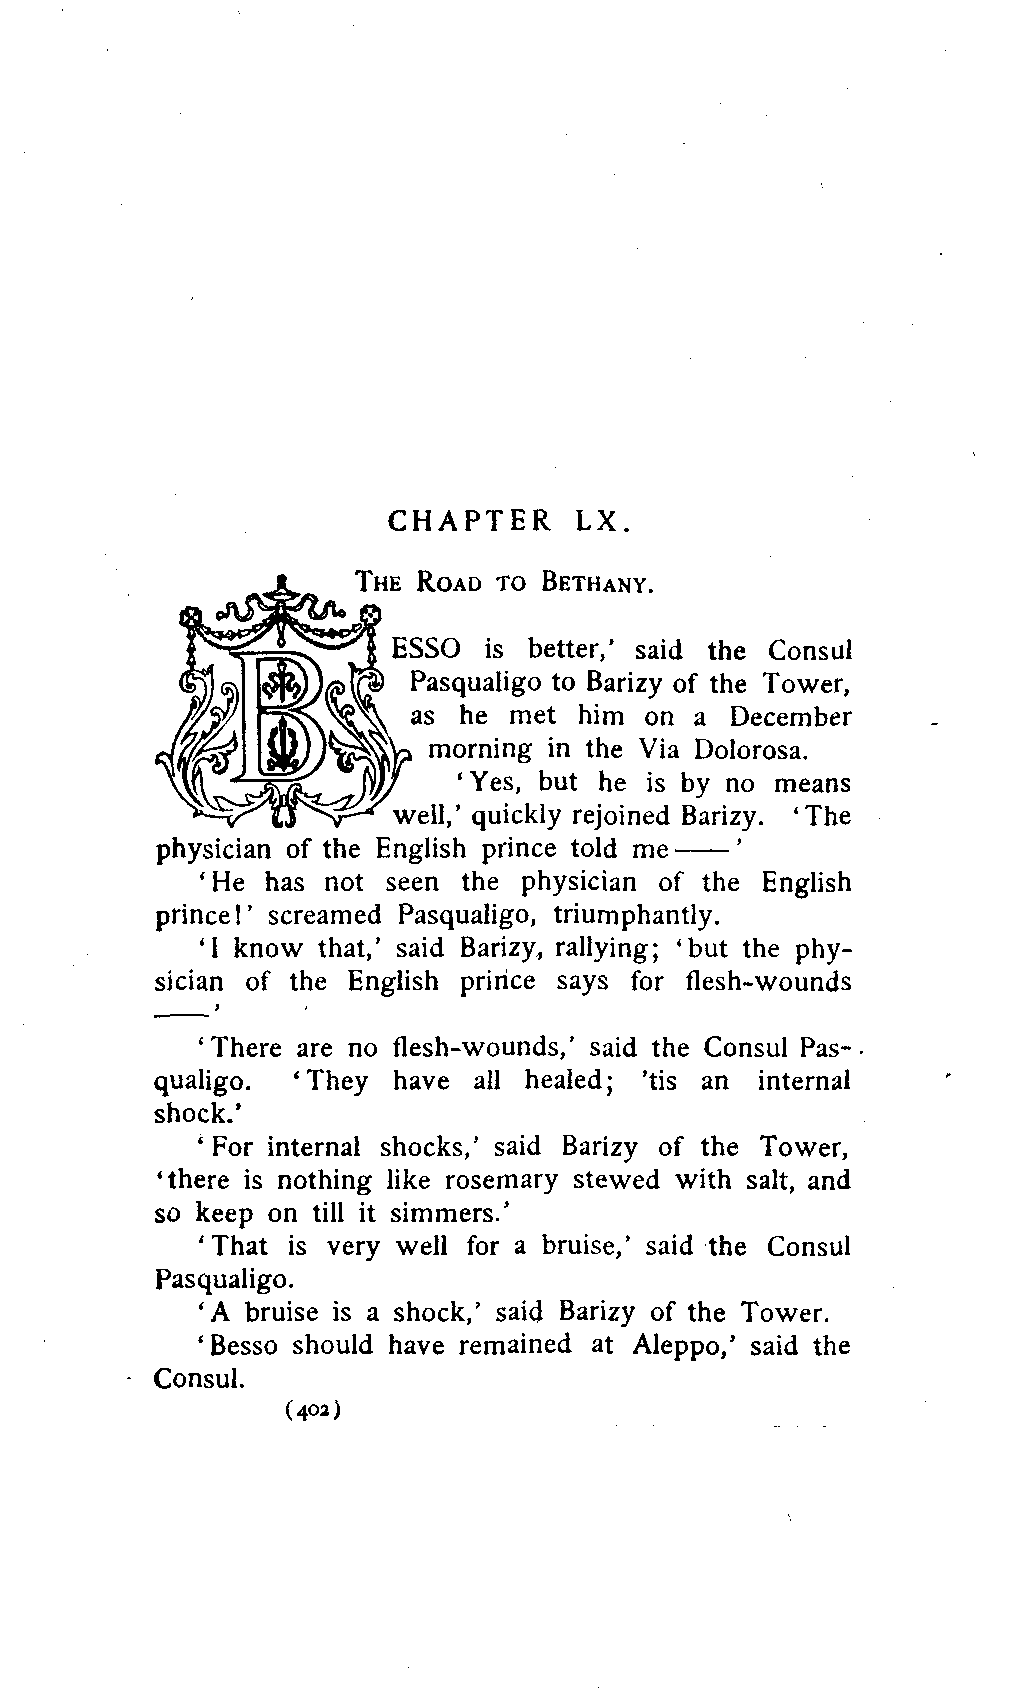 CHAPTER LX.
THE ROAD TO BETHANY.
BESSO is better,' said the Consul
Pasqualigo to Barizy of the Tower,
as he met him on a December
morning in the Via Dolorosa.
'Yes, but he is by no means
well,' quickly rejoined Barizy. 'The
physician of the English prince told me——'
'He has not seen the physician of the English
prince!' screamed Pasqualigo, triumphantly.
'I know that,' said Barizy, rallying; 'but the phy-
sician of the English prince says for flesh-wounds
——'
'There are no flesh-wounds,' said the Consul Pas-
qualigo. 'They have all healed; 'tis an internal
shock.'
'For internal shocks,' said Barizy of the Tower,
'there is nothing like rosemary stewed with salt, and
so keep on till it simmers.'
'That is very well for a bruise,' said the Consul
Pasqualigo.
'A bruise is a shock,' said Barizy of the Tower.
'Besso should have remained at Aleppo,' said the
Consul.
(402)